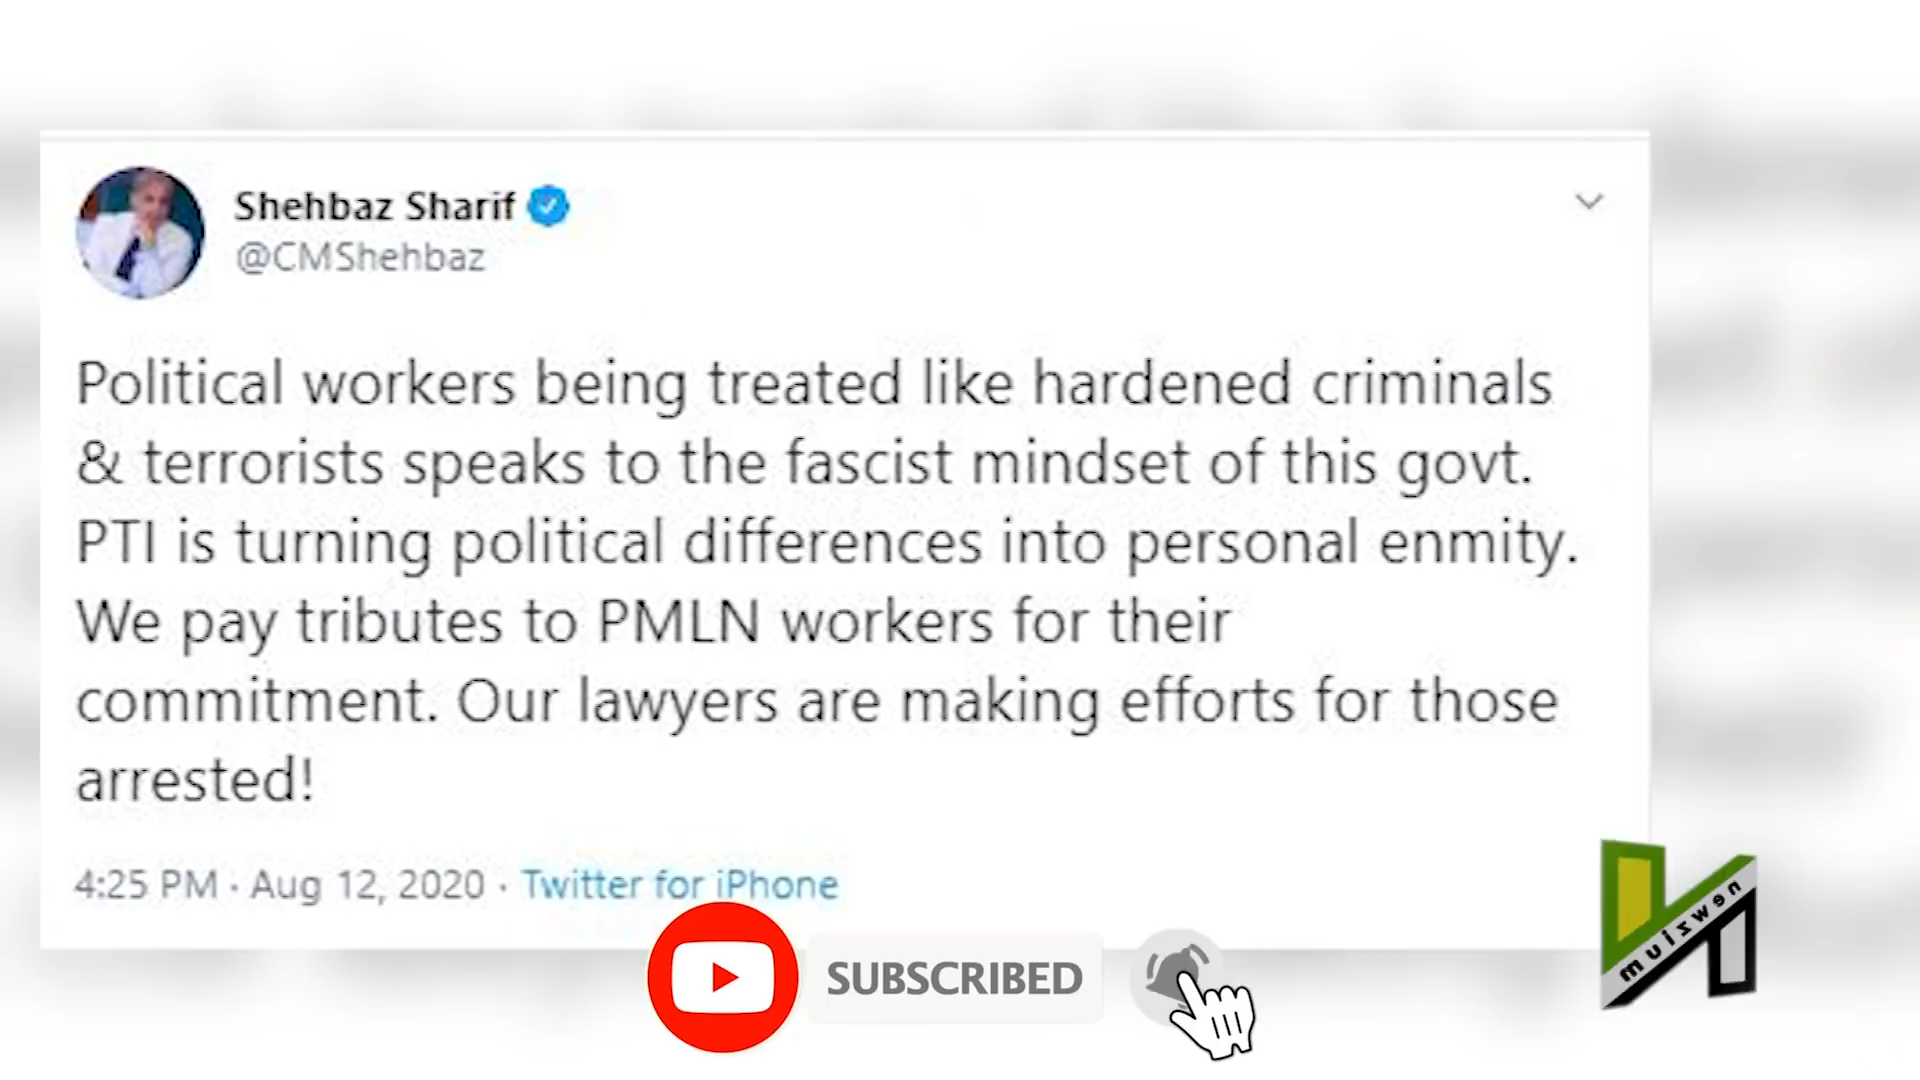 Shehbaz Sharif
@CMShehbaz
Political workers being treated like hardened criminals
& terrorists speaks to the fascist mindset of this govt.
PTI is turning political differences into personal enmity.
We pay tributes to PMLN workers for their
commitment. Our lawyers are making efforts for those
arrested!
4:25 PM · Aug 12, 2020 · Twitter for iPhone
SUBSCRIBED
newzium